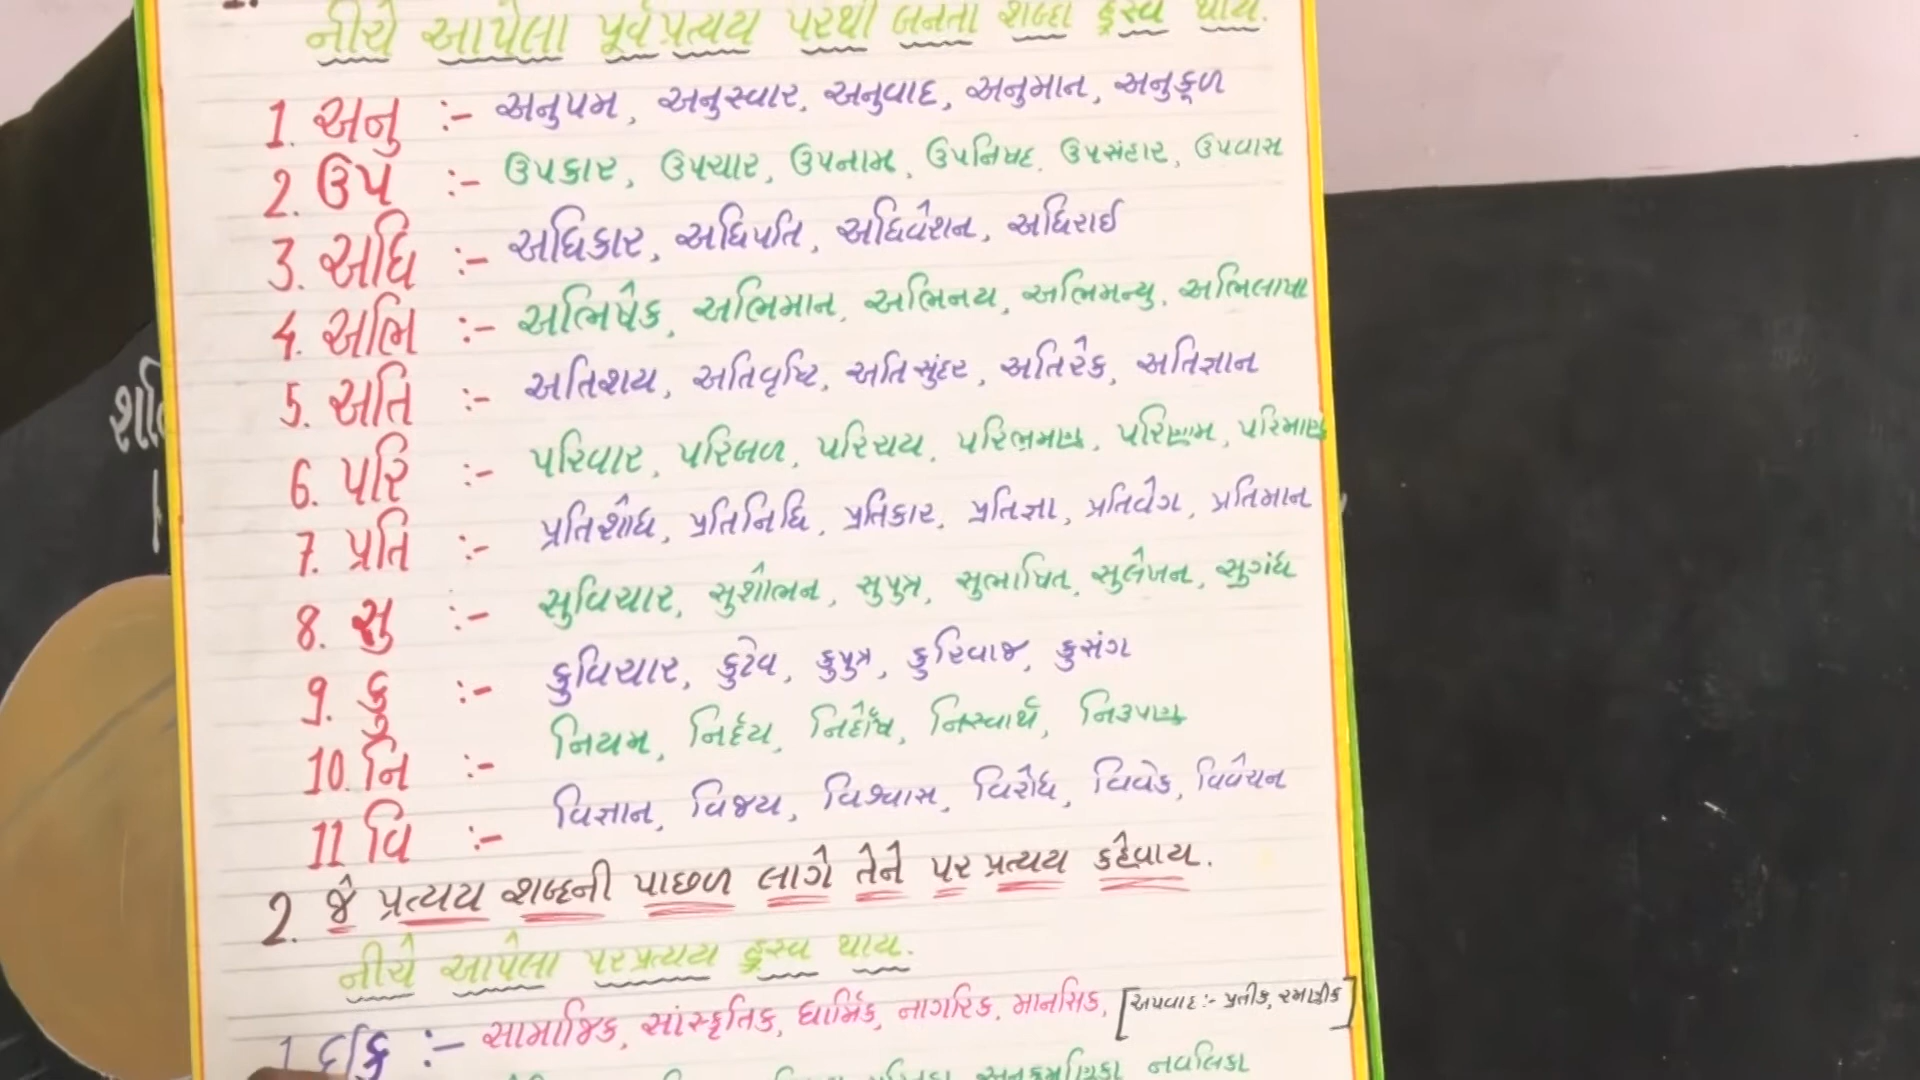 નીચે આપેલા પૂર્વપ્રત્યય પરથી બનતા શબ્દો હ્રસ્વ થાય.
1. અનુ :- અનુપમ, અનુસ્વાર, અનુવાદ, અનુમાન, અનુકૂળ
2. ઉપ :- ઉપકાર, ઉપચાર, ઉપનામ, ઉપનિષદ, ઉપસંહાર, ઉપવાસ
3. અધિ :- અધિકાર, અધિપતિ, અધિવેશન, અધિરાઈ
4. અભિ :- અભિષેક, અભિમાન, અભિનય, અભિમન્યુ, અભિલાષા
5. અતિ :- અતિશય, અતિવૃષ્ટિ, અતિસુંદર, અતિરેક, અતિજ્ઞાન
6. પરિ :- પરિવાર, પરિબળ, પરિચય, પરિભ્રમણ, પરિણામ, પરિમાણ
7. પ્રતિ :- પ્રતિશોધ, પ્રતિનિધિ, પ્રતિકાર, પ્રતિજ્ઞા, પ્રતિવેગ, પ્રતિમાન
8. સુ :- સુવિચાર, સુશોભન, સુપુત્ર, સુભાષિત, સુલેખન, સુગંધ
9. કુ :- કુવિચાર, કુટેવ, કુપુત્ર, કુરિવાજ, કુસંગ
10. નિ :- નિયમ, નિર્દય, નિર્દોષ, નિસ્વાર્થ, નિરૂપણ
11 વિ :- વિજ્ઞાન, વિજય, વિશ્વાસ, વિરોધ, વિવેક, વિવેચન
2. જે પ્રત્યય શબ્દની પાછળ લાગે તેને પર પ્રત્યય કહેવાય.
નીચે આપેલા પરપ્રત્યય હ્રસ્વ થાય.
1 ઈક :- સામાજિક, સાંસ્કૃતિક, ધાર્મિક, નાગરિક, માનસિક, [અપવાદ :- પ્રતીક, રમણીક]
અનુક્રમણિકા નવલિકા